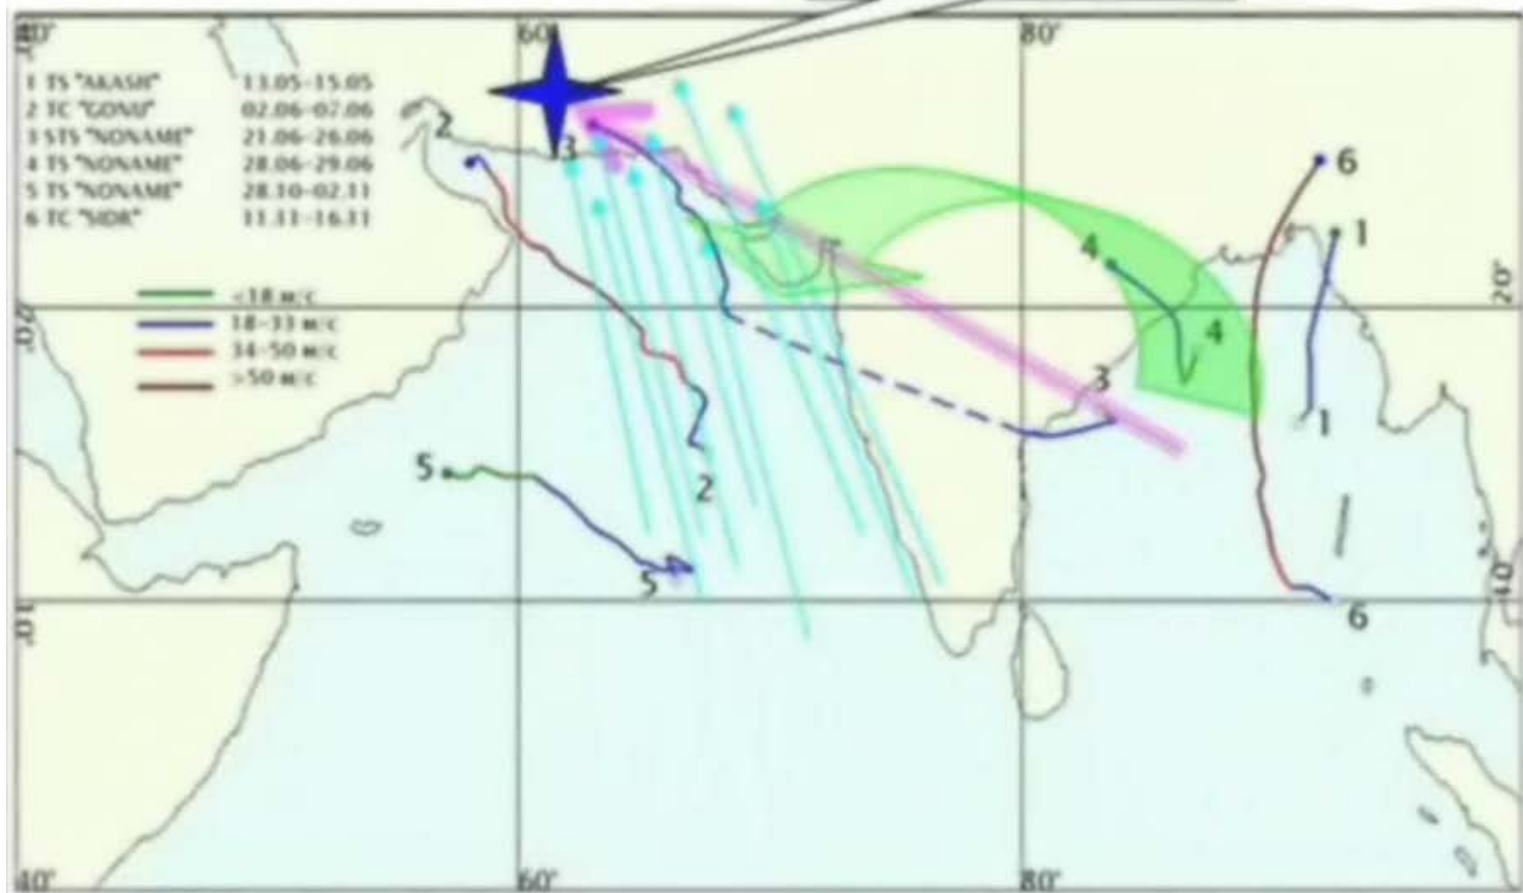 60° 80°
1 TS "AKASH" 13.05-15.05
2 TC "GONU" 02.06-07.06
3 STS "NONAME" 21.06-26.06
4 TS "NONAME" 28.06-29.06
5 TS "NONAME" 28.10-02.11
6 TC "SIDR" 11.11-16.11
2
3
6
1
4
<18 м/с
18-33 м/с
34-50 м/с
>50 м/с
20°
20°
4
3
1
5
2
5
10°
10°
6
40° 60° 80°